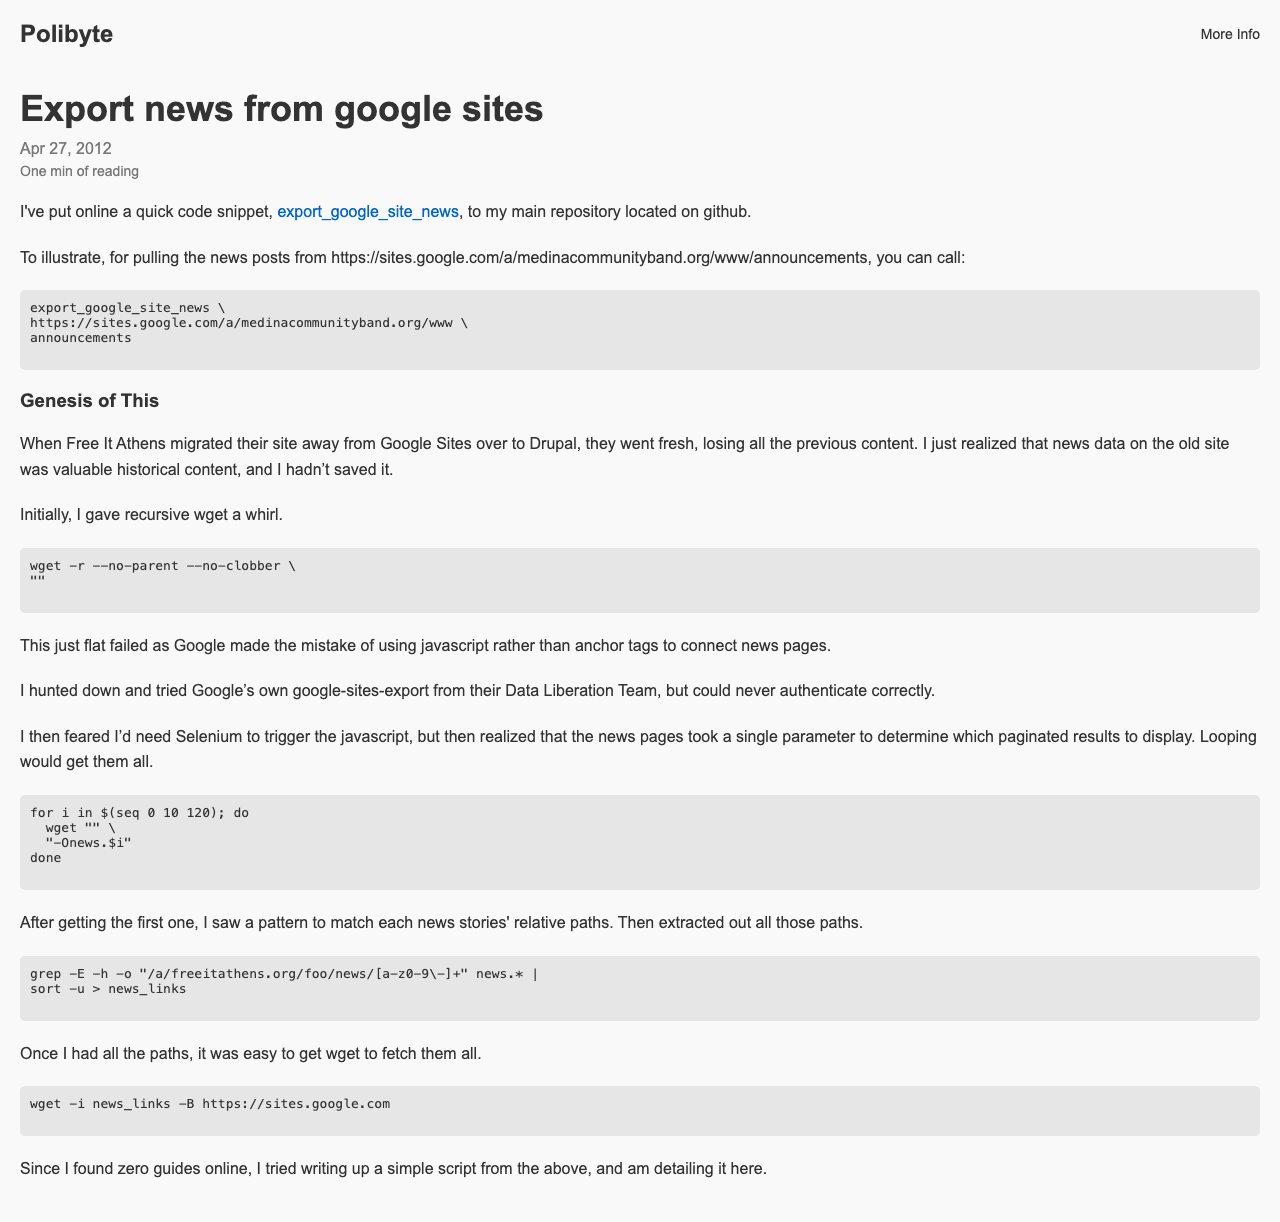 Polibyte
More Info
Export news from google sites
Apr 27, 2012
One min of reading
I've put online a quick code snippet, export_google_site_news, to my main repository located on github.
To illustrate, for pulling the news posts from https://sites.google.com/a/medinacommunityband.org/www/announcements, you can call:
export_google_site_news \
https://sites.google.com/a/medinacommunityband.org/www \
announcements
Genesis of This
When Free It Athens migrated their site away from Google Sites over to Drupal, they went fresh, losing all the previous content. I just realized that news data on the old site
was valuable historical content, and I hadn’t saved it.
Initially, I gave recursive wget a whirl.
wget -r --no-parent --no-clobber \
""
This just flat failed as Google made the mistake of using javascript rather than anchor tags to connect news pages.
I hunted down and tried Google’s own google-sites-export from their Data Liberation Team, but could never authenticate correctly.
I then feared I’d need Selenium to trigger the javascript, but then realized that the news pages took a single parameter to determine which paginated results to display. Looping
would get them all.
for i in $(seq 0 10 120); do
  wget "" \
  "-Onews.$i"
done
After getting the first one, I saw a pattern to match each news stories' relative paths. Then extracted out all those paths.
grep -E -h -o "/a/freeitathens.org/foo/news/[a-z0-9\-]+" news.* |
sort -u > news_links
Once I had all the paths, it was easy to get wget to fetch them all.
wget -i news_links -B https://sites.google.com
Since I found zero guides online, I tried writing up a simple script from the above, and am detailing it here.